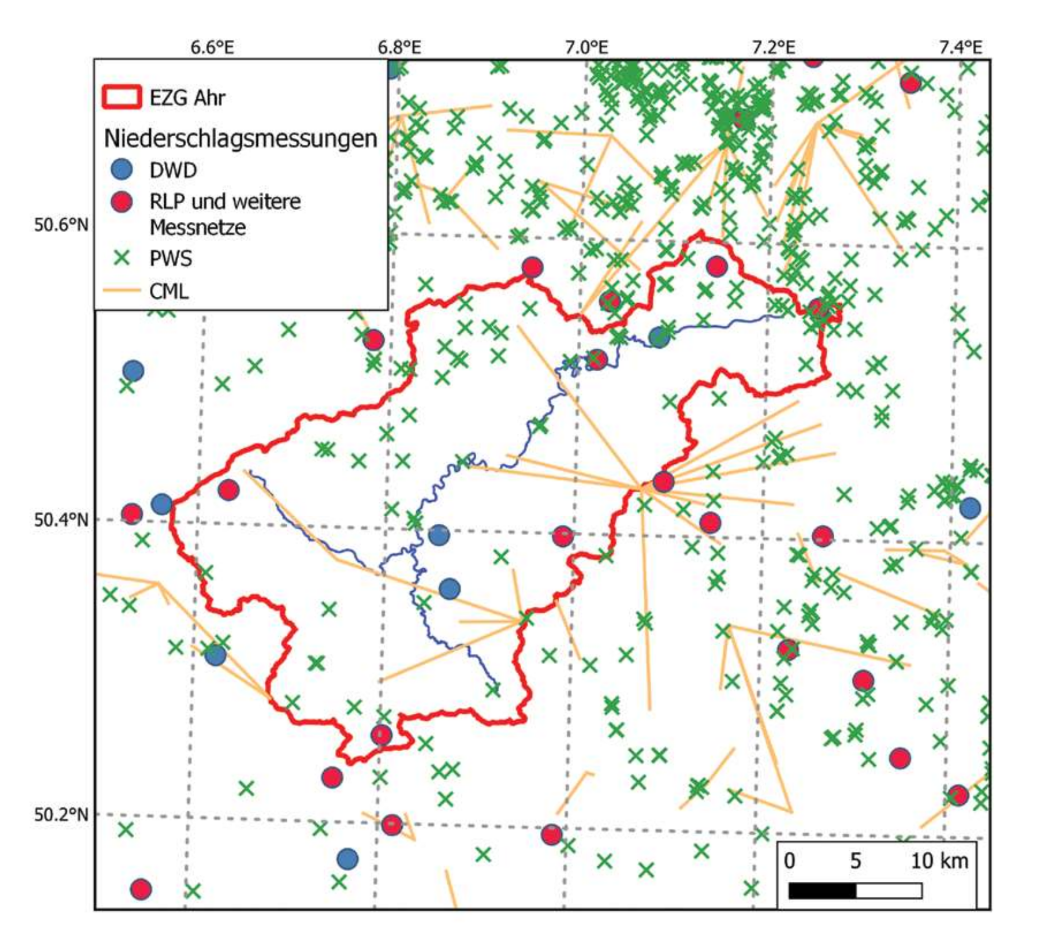 6.6°E 6.8°E 7.0°E 7.2°E 7.4°E
EZG Ahr
Niederschlagsmessungen
DWD
RLP und weitere
Messnetze
PWS
CML
50.6°N
50.4°N
50.2°N
0 5 10 km